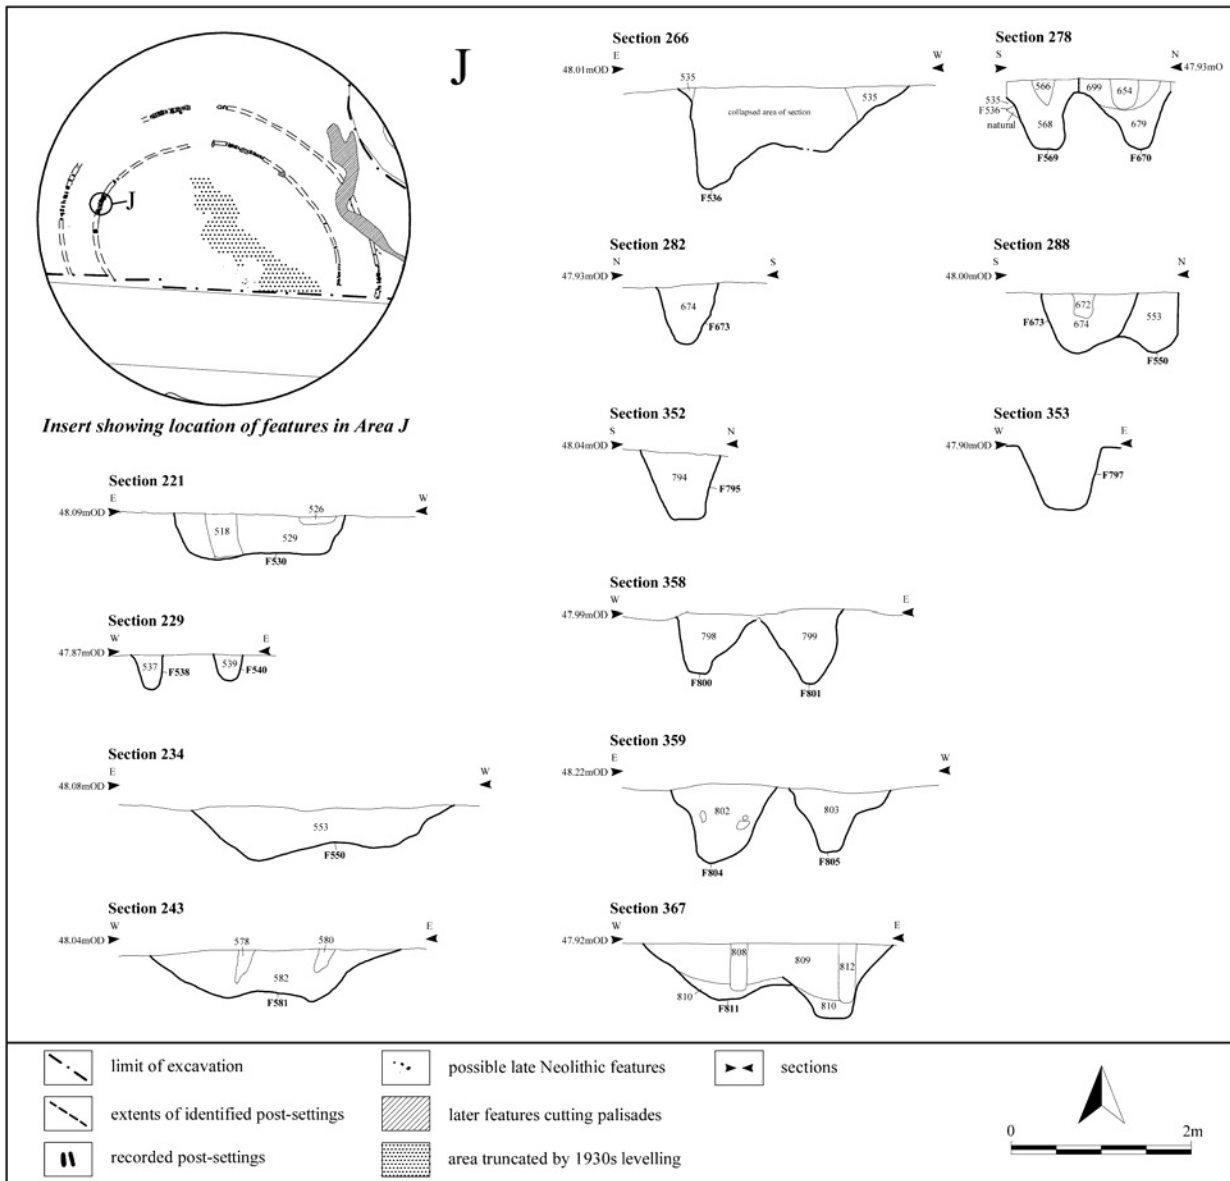 J
J
Insert showing location of features in Area J
Section 221
E W
48.09mOD
518 529 526
F530
Section 229
W E
47.87mOD
537 F538 539 F540
Section 234
E W
48.08mOD
553
F550
Section 243
W E
48.04mOD
578 580
582
F581
Section 266
E W
48.01mOD
535 535
collapsed area of section
F536
Section 278
S N
47.93mO
566 699 654
535
F536
natural
568 679
F569 F670
Section 282
N S
47.93mOD
674
F673
Section 288
S N
48.00mOD
672
F673 674 553
F550
Section 352
S N
48.04mOD
794
F795
Section 353
W E
47.90mOD
F797
Section 358
W E
47.99mOD
798 799
F800 F801
Section 359
E W
48.22mOD
802 803
F804 F805
Section 367
W E
47.92mOD
808 809 812
810 810
F811
limit of excavation
extents of identified post-settings
recorded post-settings
possible late Neolithic features
later features cutting palisades
area truncated by 1930s levelling
sections
0 2m